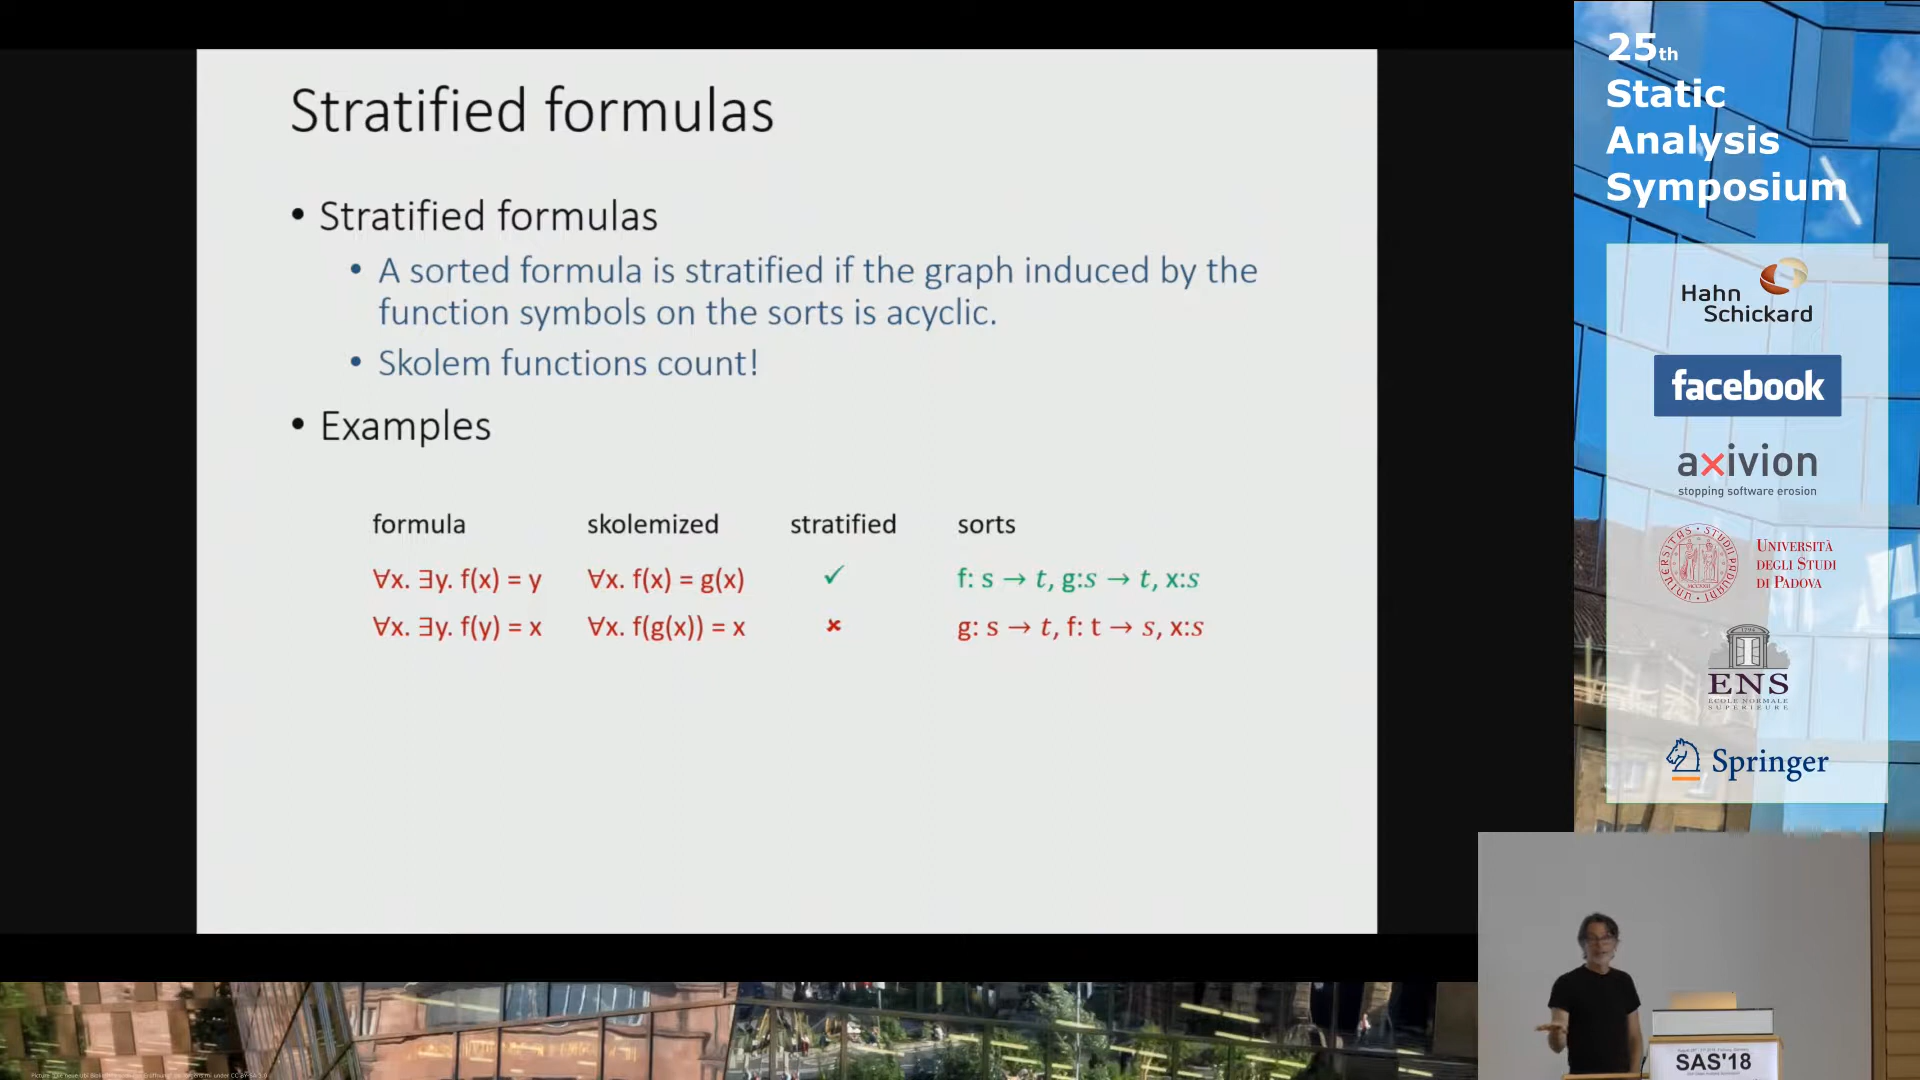 Stratified formulas
• Stratified formulas
• A sorted formula is stratified if the graph induced by the
function symbols on the sorts is acyclic.
• Skolem functions count!
• Examples
formula skolemized stratified sorts
∀x. ∃y. f(x) = y ∀x. f(x) = g(x) ✓ f: s → t, g:s → t, x:s
∀x. ∃y. f(y) = x ∀x. f(g(x)) = x ✗ g: s → t, f: t → s, x:s
25th
Static
Analysis
Symposium
Hahn
Schickard
facebook
axivion
stopping software erosion
UNIVERSITÀ
DEGLI STUDI
DI PADOVA
ENS
ECOLE NORMALE
SUPERIEURE
Springer
SAS'18